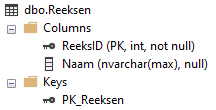 dbo.Reeksen
Columns
ReeksID (PK, int, not null)
Naam (nvarchar(max), null)
Keys
PK_Reeksen